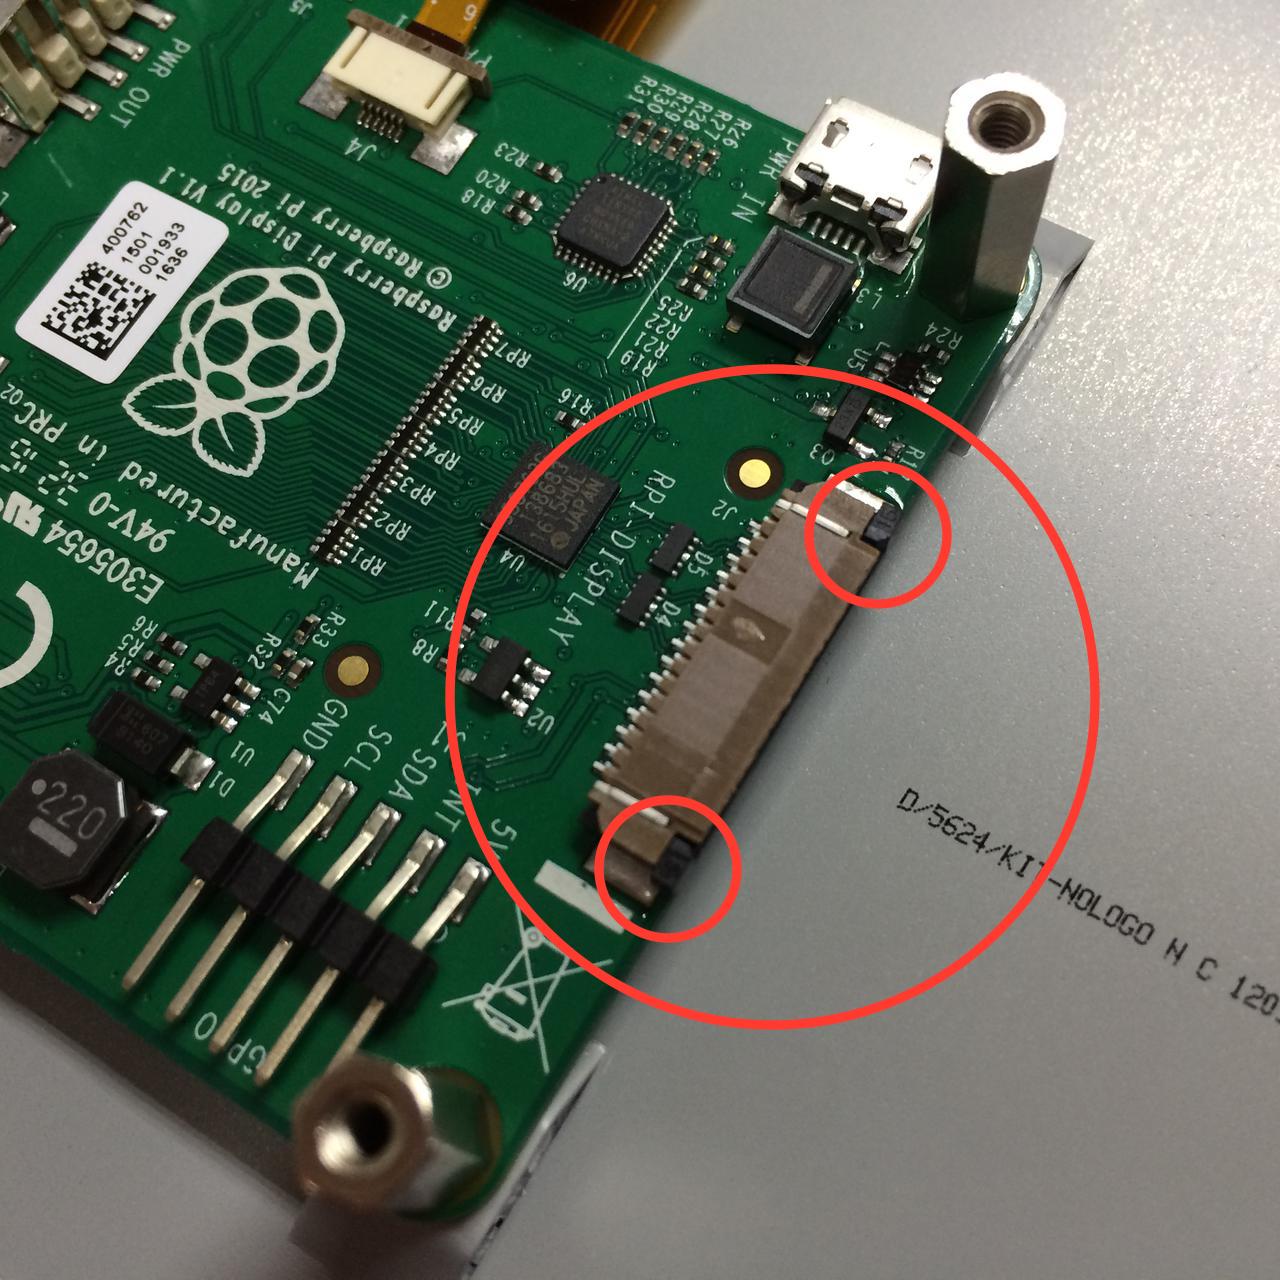 J5
6
PWR OUT
J4
R26
R27
R28
R29
R30
R31
PWR IN
R23
R20
R18
U6
L3
R25
R22
R21
R19
R24
U5
Q3
400762
1501
001933
1636
Raspberry Pi Display V1.1
© Raspberry Pi 2015
RP7
RP6
RP5
RP4
RP3
RP2
RP1
R16
U4
JAPAN
RPI-DISPLAY
J2
D5
D4
Manufactured in PRC
94V-0
E305654
R11
R8
U2
R33
R32
C74
R6
R5
R4
U1
D1
220
GND
SCL
SDA
INT
5V
GPIO
D/5624/KIT-NOLOGO N C 120